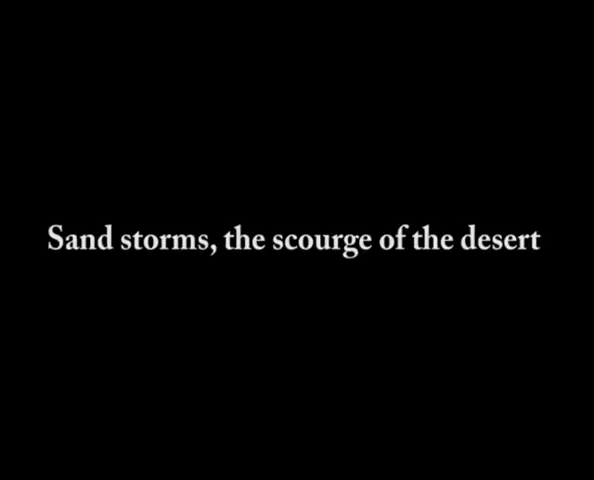 Sand storms, the scourge of the desert